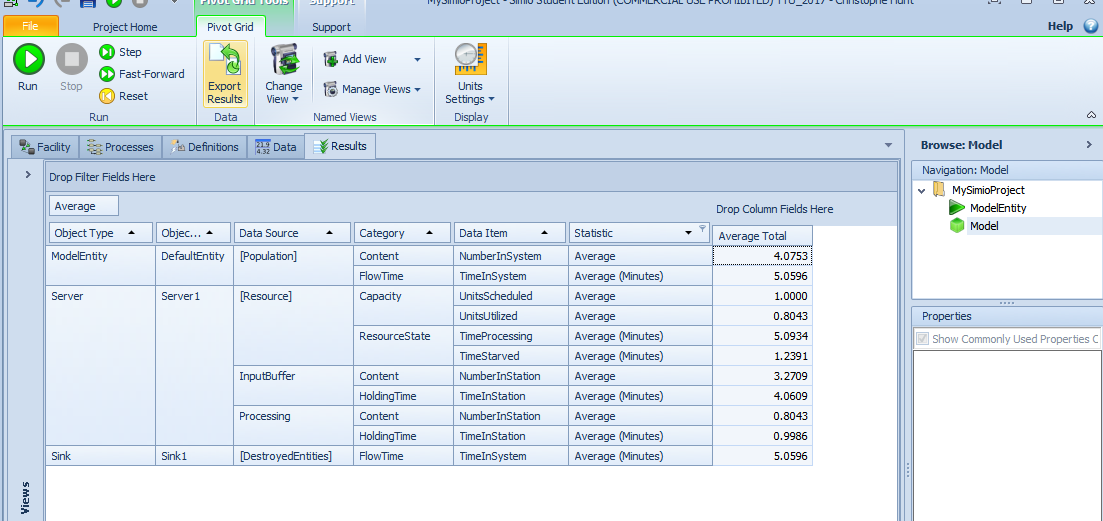 Pivot Grid Tools Support MySimioProject - Simio Student Edition (COMMERCIAL USE PROHIBITED) TTU_2017 - Christophe Hunt
File Project Home Pivot Grid Support Help
Run Stop Step
Fast-Forward
Reset
Export Results
Change View
Add View
Manage Views
Units Settings
Run Data Named Views Display
Facility Processes Definitions Data Results
Views
Drop Filter Fields Here
Average
Drop Column Fields Here
Object Type Objec... Data Source Category Data Item Statistic Average Total
ModelEntity DefaultEntity [Population] Content NumberInSystem Average 4.0753
FlowTime TimeInSystem Average (Minutes) 5.0596
Server Server1 [Resource] Capacity UnitsScheduled Average 1.0000
UnitsUtilized Average 0.8043
ResourceState TimeProcessing Average (Minutes) 5.0934
TimeStarved Average (Minutes) 1.2391
InputBuffer Content NumberInStation Average 3.2709
HoldingTime TimeInStation Average (Minutes) 4.0609
Processing Content NumberInStation Average 0.8043
HoldingTime TimeInStation Average (Minutes) 0.9986
Sink Sink1 [DestroyedEntities] FlowTime TimeInSystem Average (Minutes) 5.0596
Browse: Model
Navigation: Model
MySimioProject
ModelEntity
Model
Properties
Show Commonly Used Properties